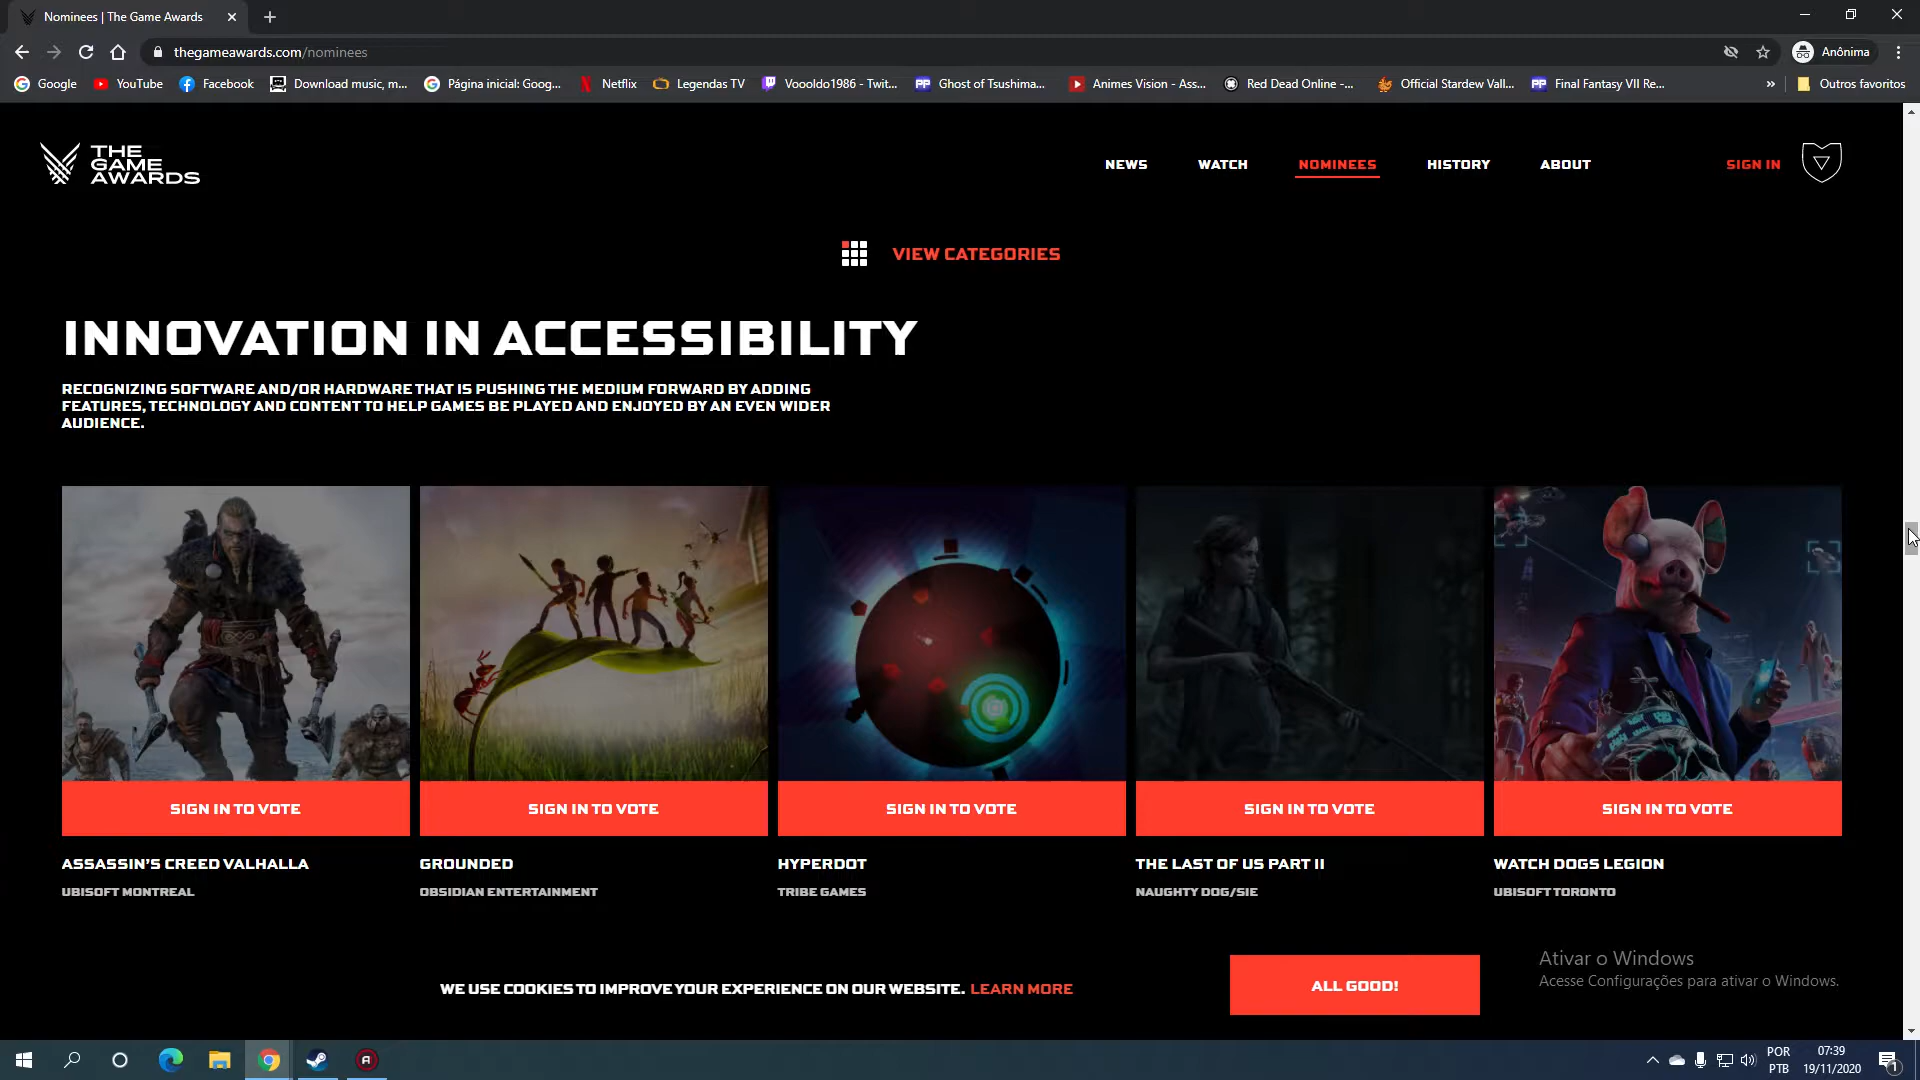 Nominees | The Game Awards
thegameawards.com/nominees
Anônima
Google
YouTube
Facebook
Download music, m...
Página inicial: Goog...
Netflix
Legendas TV
Voooldo1986 - Twit...
Ghost of Tsushima...
Animes Vision - Ass...
Red Dead Online -...
Official Stardew Vall...
Final Fantasy VII Re...
»
Outros favoritos
THE
GAME
AWARDS
NEWS
WATCH
NOMINEES
HISTORY
ABOUT
SIGN IN
VIEW CATEGORIES
INNOVATION IN ACCESSIBILITY
RECOGNIZING SOFTWARE AND/OR HARDWARE THAT IS PUSHING THE MEDIUM FORWARD BY ADDING
FEATURES, TECHNOLOGY AND CONTENT TO HELP GAMES BE PLAYED AND ENJOYED BY AN EVEN WIDER
AUDIENCE.
SIGN IN TO VOTE
SIGN IN TO VOTE
SIGN IN TO VOTE
SIGN IN TO VOTE
SIGN IN TO VOTE
ASSASSIN'S CREED VALHALLA
UBISOFT MONTREAL
GROUNDED
OBSIDIAN ENTERTAINMENT
HYPERDOT
TRIBE GAMES
THE LAST OF US PART II
NAUGHTY DOG/SIE
WATCH DOGS LEGION
UBISOFT TORONTO
WE USE COOKIES TO IMPROVE YOUR EXPERIENCE ON OUR WEBSITE. LEARN MORE
ALL GOOD!
Ativar o Windows
Acesse Configurações para ativar o Windows.
POR
PTB
07:39
19/11/2020
1